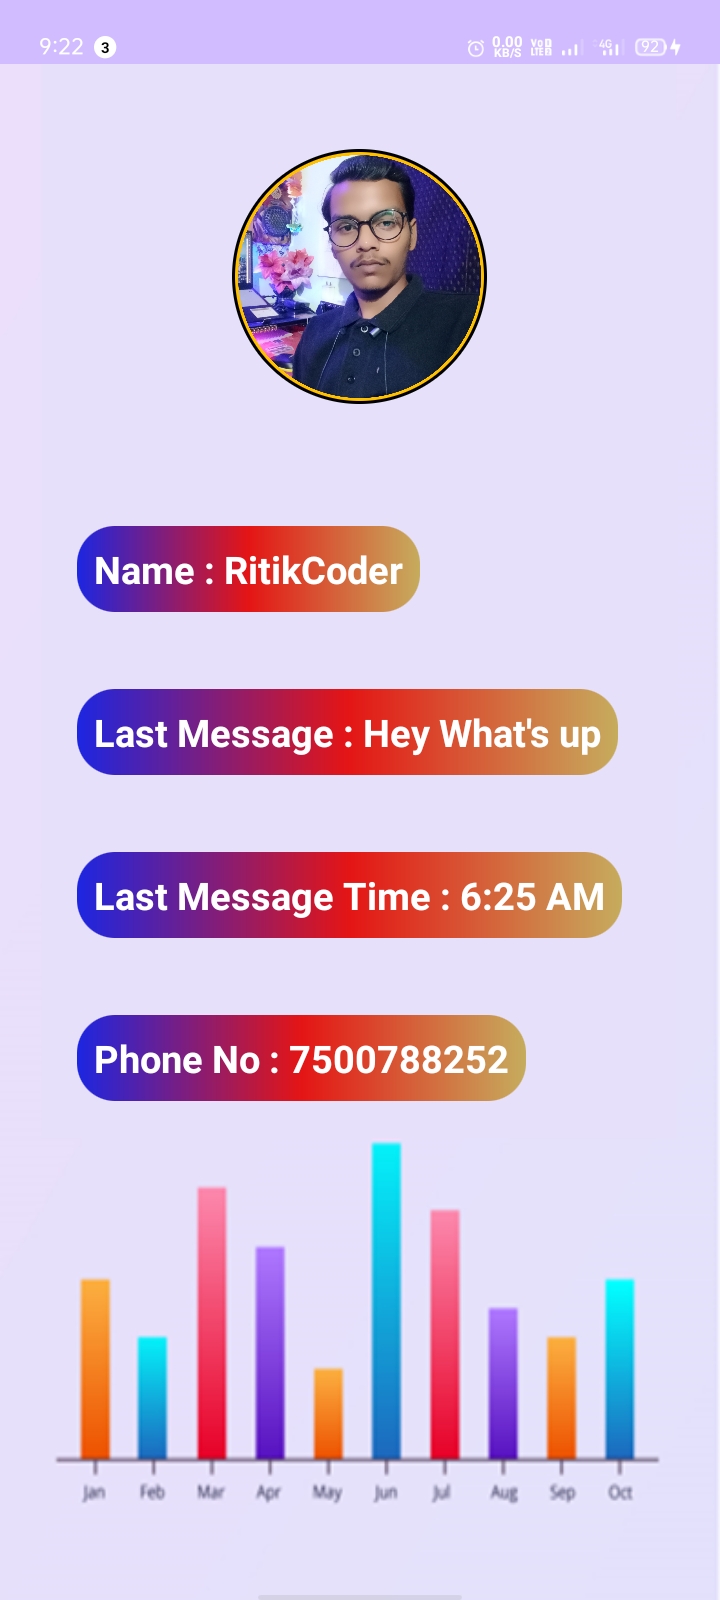 9:22 3 0.00 KB/S VoD LTE 4G 92
Name : RitikCoder
Last Message : Hey What's up
Last Message Time : 6:25 AM
Phone No : 7500788252
Jan Feb Mar Apr May Jun Jul Aug Sep Oct